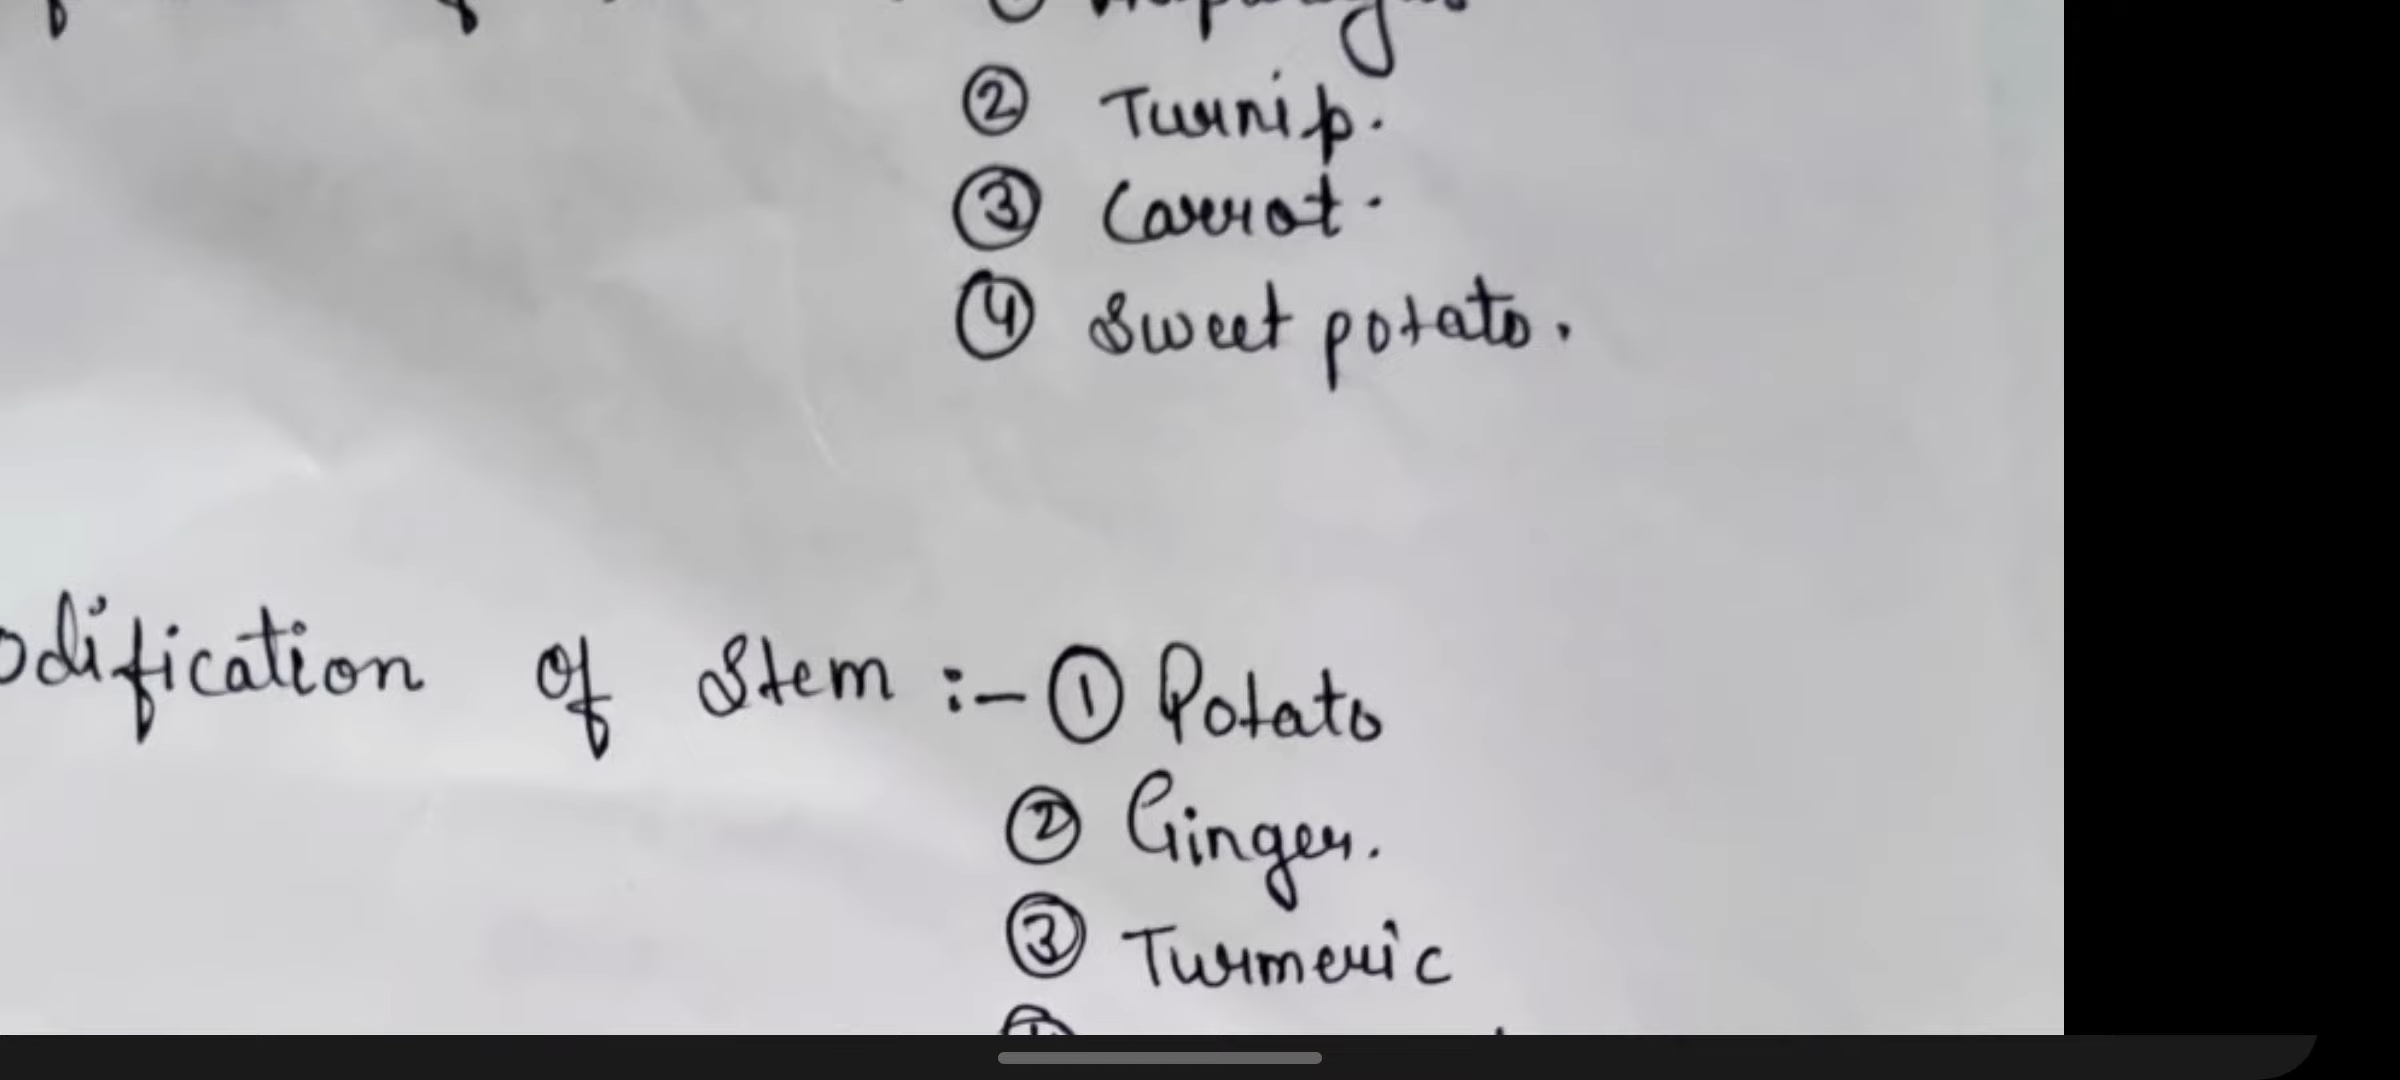 ② Turnip.
③ Carrot.
④ Sweet potato.
odification of Stem :- ① Potato
② Ginger.
③ Turmeric